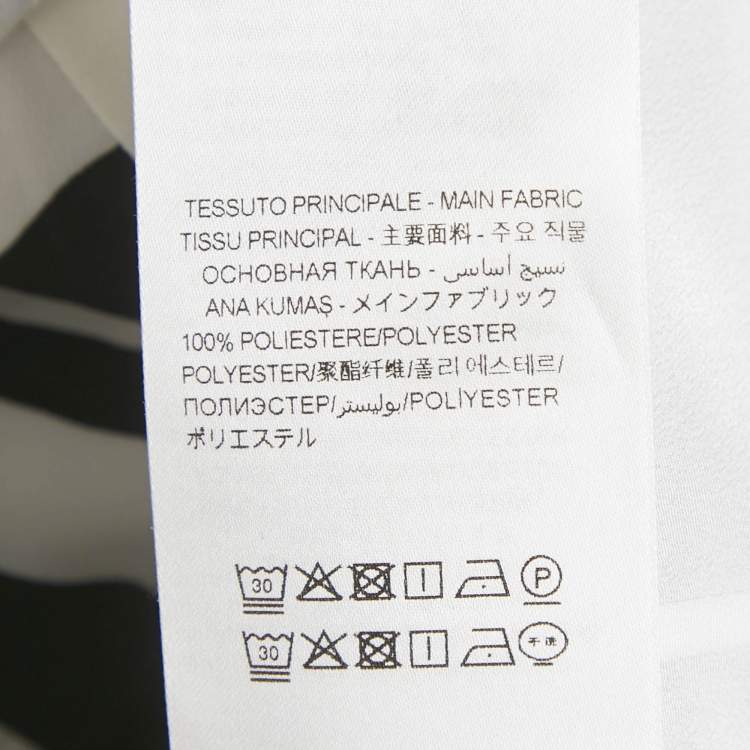 TESSUTO PRINCIPALE - MAIN FABRIC
TISSU PRINCIPAL - 主要面料 - 주요 직물
ОСНОВНАЯ ТКАНЬ - نسيج أساسي
ANA KUMAŞ - メインファブリック
100% POLIESTERE/POLYESTER
POLYESTER/聚酯纤维/폴리 에스테르/
ПОЛИЭСТЕР/بوليستر/POLİYESTER
ポリエステル
30 P
30